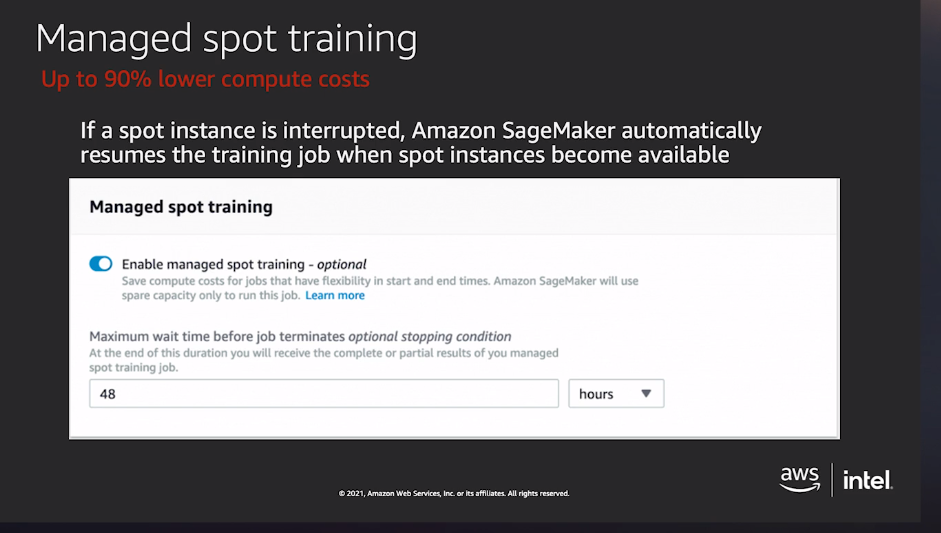 Managed spot training
Up to 90% lower compute costs
If a spot instance is interrupted, Amazon SageMaker automatically
resumes the training job when spot instances become available
Managed spot training
Enable managed spot training - optional
Save compute costs for jobs that have flexibility in start and end times. Amazon SageMaker will use
spare capacity only to run this job. Learn more
Maximum wait time before job terminates optional stopping condition
At the end of this duration you will receive the complete or partial results of you managed
spot training job.
48 hours
aws intel.
© 2021, Amazon Web Services, Inc. or its affiliates. All rights reserved.